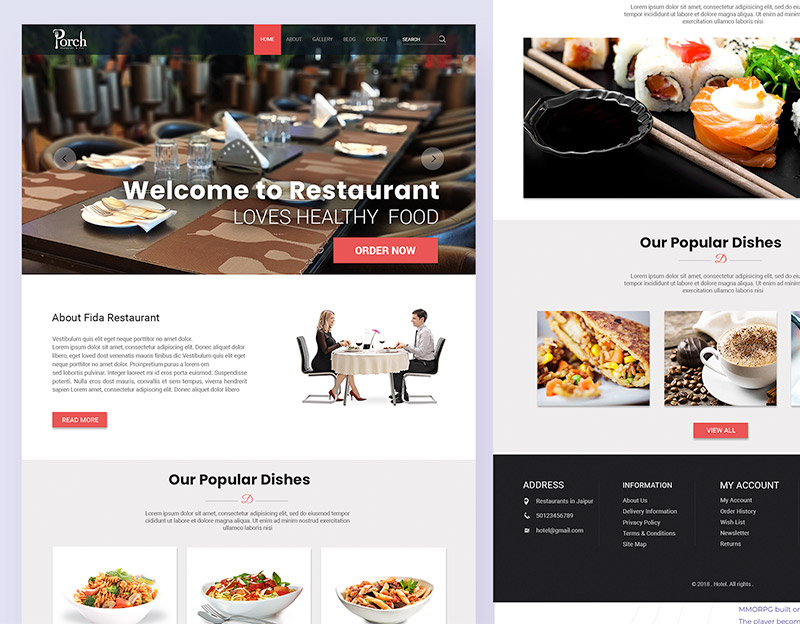 Porch
HOME ABOUT GALLERY BLOG CONTACT SEARCH
Welcome to Restaurant
LOVES HEALTHY FOOD
ORDER NOW
About Fida Restaurant
Vestibulum quis elit eget neque porttitor no amet dolor.
Lorem ipsum dolor sit amet, consectetur adipiscing elit. Donec aliquet dolor
libero, eget loved dost venenatis mauris finibus dic Vestibulum quis elit eget
neque porttitor no amet dolor. Proinpretium purus a lorem orn
sed lobortis pulvinar. Integer laoreet mi id eros porta euismod. Suspendisse
potenti. Nulla eros dost mauris, convallis et sem tempus, viverra hendrerit
sapien Lorem amet, consectetur adipiscing elit. Donec aliquet dolor libero
READ MORE
Our Popular Dishes
D
Lorem ipsum dolor sit amet, consectetur adipiscing elit, sed do eiusmod tempor
cididunt ut labore et dolore magna aliqua. Ut enim ad minim nostrud exercitation
ullamco laboris nisi
Lorem ipsum dolor sit amet, consectetur adipiscing elit, sed do
tempor incididunt ut labore et dolore magna aliqua. Ut enim ad
exercitation ullamco laboris nisi
Our Popular Dishes
D
Lorem ipsum dolor sit amet, consectetur adipiscing elit, sed do
tempor incididunt ut labore et dolore magna aliqua. Ut enim ad
exercitation ullamco laboris nisi
VIEW ALL
ADDRESS
Restaurants in Jaipur
50123456789
hotel@gmail.com
INFORMATION
About Us
Delivery Information
Privacy Policy
Terms & Conditions
Site Map
MY ACCOUNT
My Account
Order History
Wish List
Newsletter
Returns
© 2018 . Hotel. All rights .
MMORPG built
The player